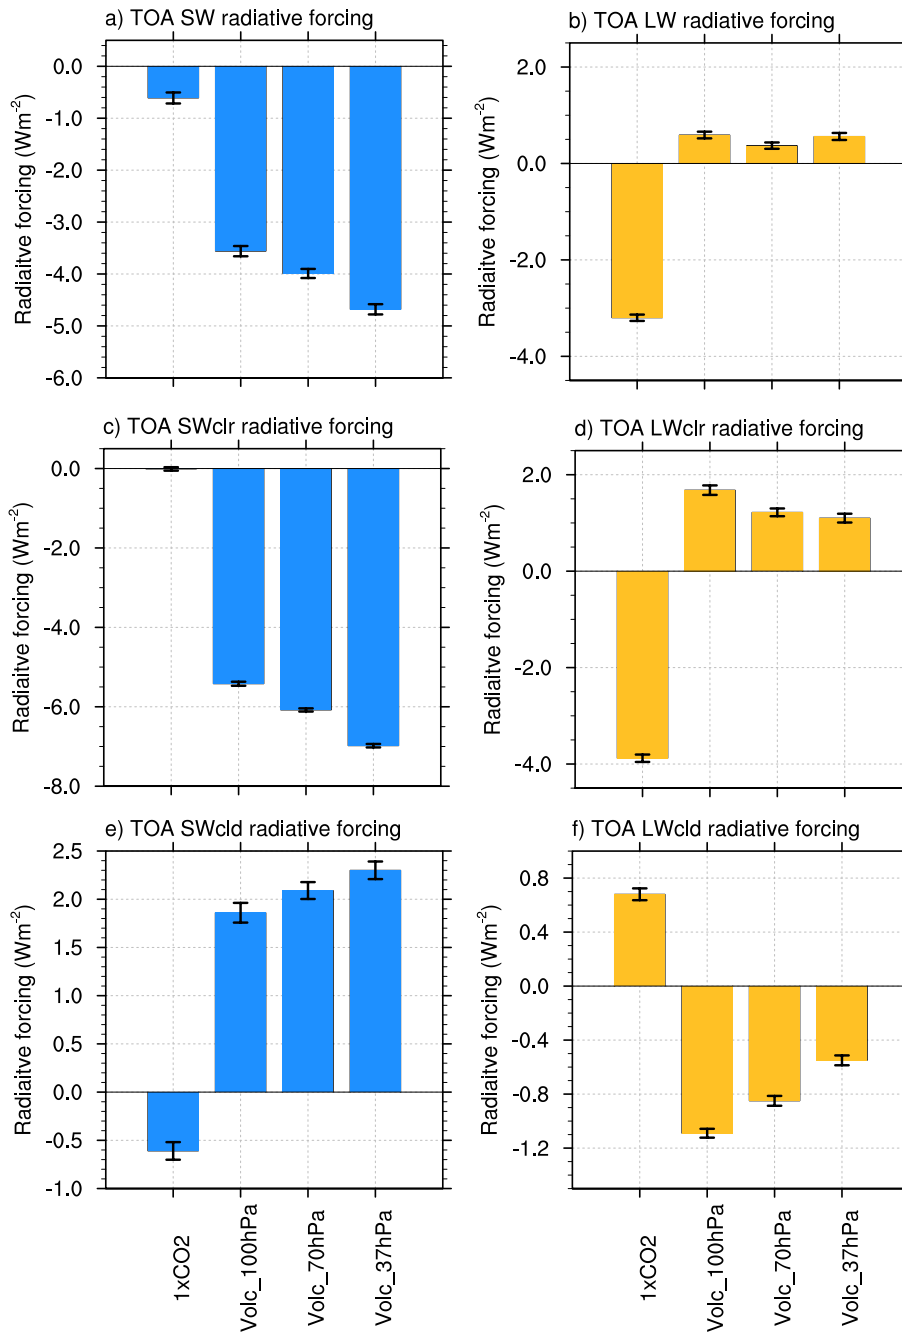 a) TOA SW radiative forcing
Radiaitve forcing (Wm-2)
0.0
-1.0
-2.0
-3.0
-4.0
-5.0
-6.0
b) TOA LW radiative forcing
Radiaitve forcing (Wm-2)
2.0
0.0
-2.0
-4.0
c) TOA SWclr radiative forcing
Radiaitve forcing (Wm-2)
0.0
-2.0
-4.0
-6.0
-8.0
d) TOA LWclr radiative forcing
Radiaitve forcing (Wm-2)
2.0
0.0
-2.0
-4.0
e) TOA SWcld radiative forcing
Radiaitve forcing (Wm-2)
2.5
2.0
1.5
1.0
0.5
0.0
-0.5
-1.0
1xCO2
Volc_100hPa
Volc_70hPa
Volc_37hPa
f) TOA LWcld radiative forcing
Radiaitve forcing (Wm-2)
0.8
0.4
0.0
-0.4
-0.8
-1.2
1xCO2
Volc_100hPa
Volc_70hPa
Volc_37hPa